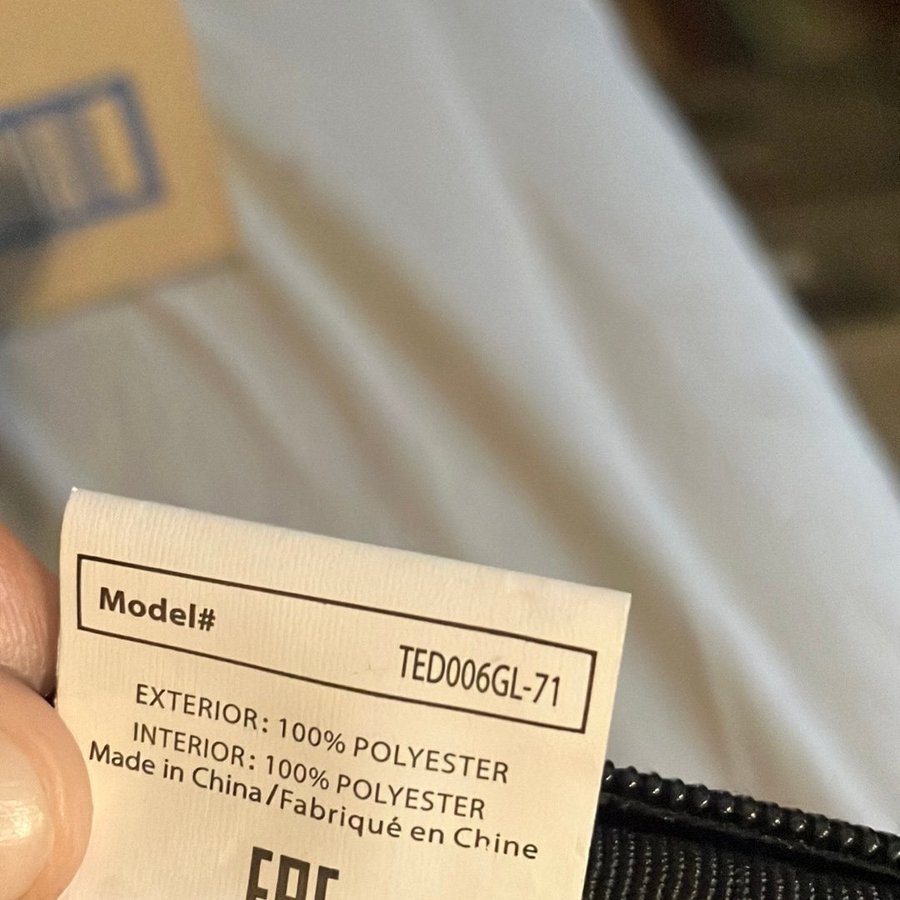 Model#
TED006GL-71
EXTERIOR: 100% POLYESTER
INTERIOR: 100% POLYESTER
Made in China/Fabriqué en Chine